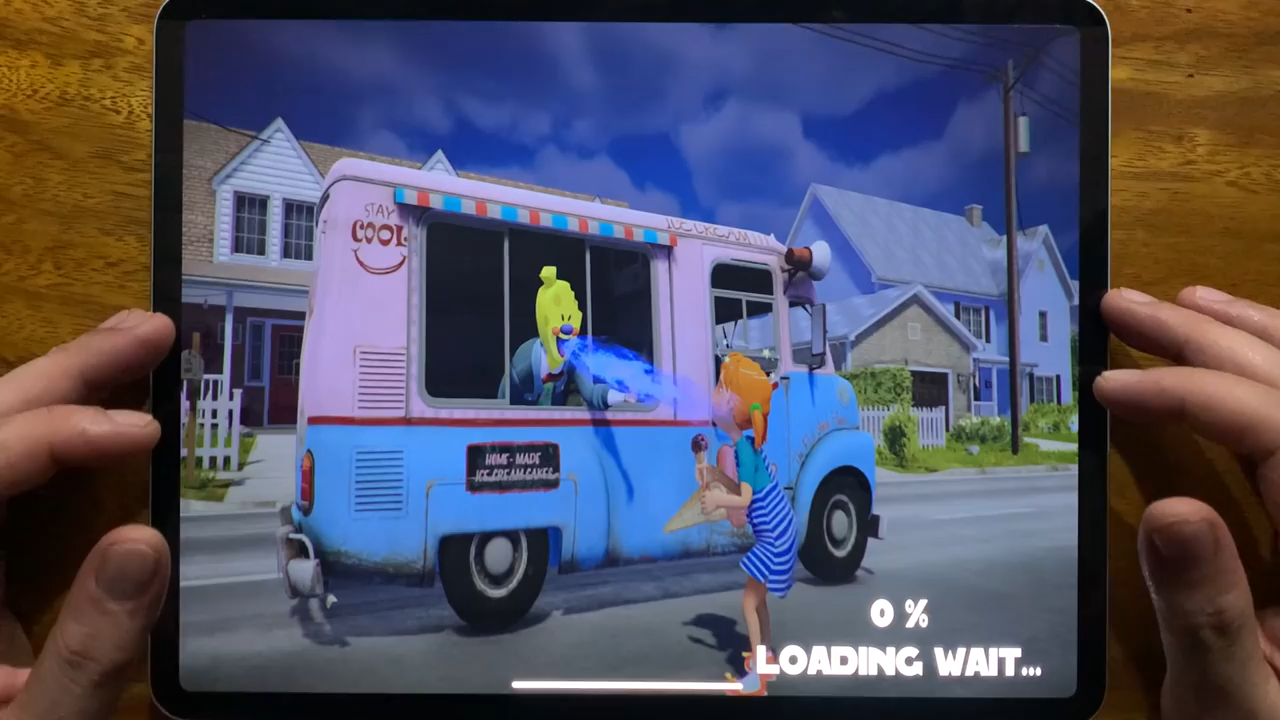 STAY
COOL
ICE CREAM
HOME-MADE
ICE CREAM CAKES
0 %
LOADING WAIT...